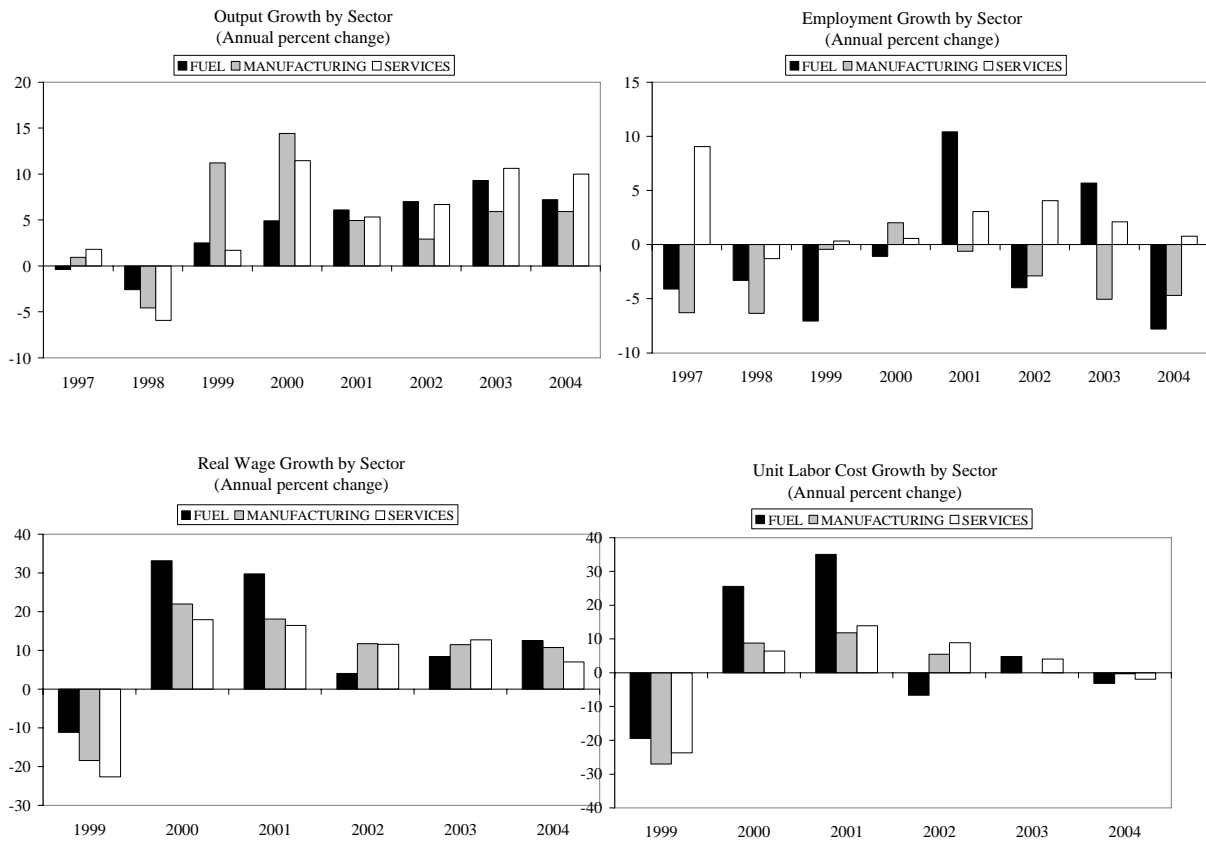 Output Growth by Sector
(Annual percent change)
FUEL MANUFACTURING SERVICES
20
15
10
5
0
-5
-10
1997 1998 1999 2000 2001 2002 2003 2004
Employment Growth by Sector
(Annual percent change)
FUEL MANUFACTURING SERVICES
15
10
5
0
-5
-10
1997 1998 1999 2000 2001 2002 2003 2004
Real Wage Growth by Sector
(Annual percent change)
FUEL MANUFACTURING SERVICES
40
30
20
10
0
-10
-20
-30
1999 2000 2001 2002 2003 2004
Unit Labor Cost Growth by Sector
(Annual percent change)
FUEL MANUFACTURING SERVICES
40
30
20
10
0
-10
-20
-30
-40
1999 2000 2001 2002 2003 2004